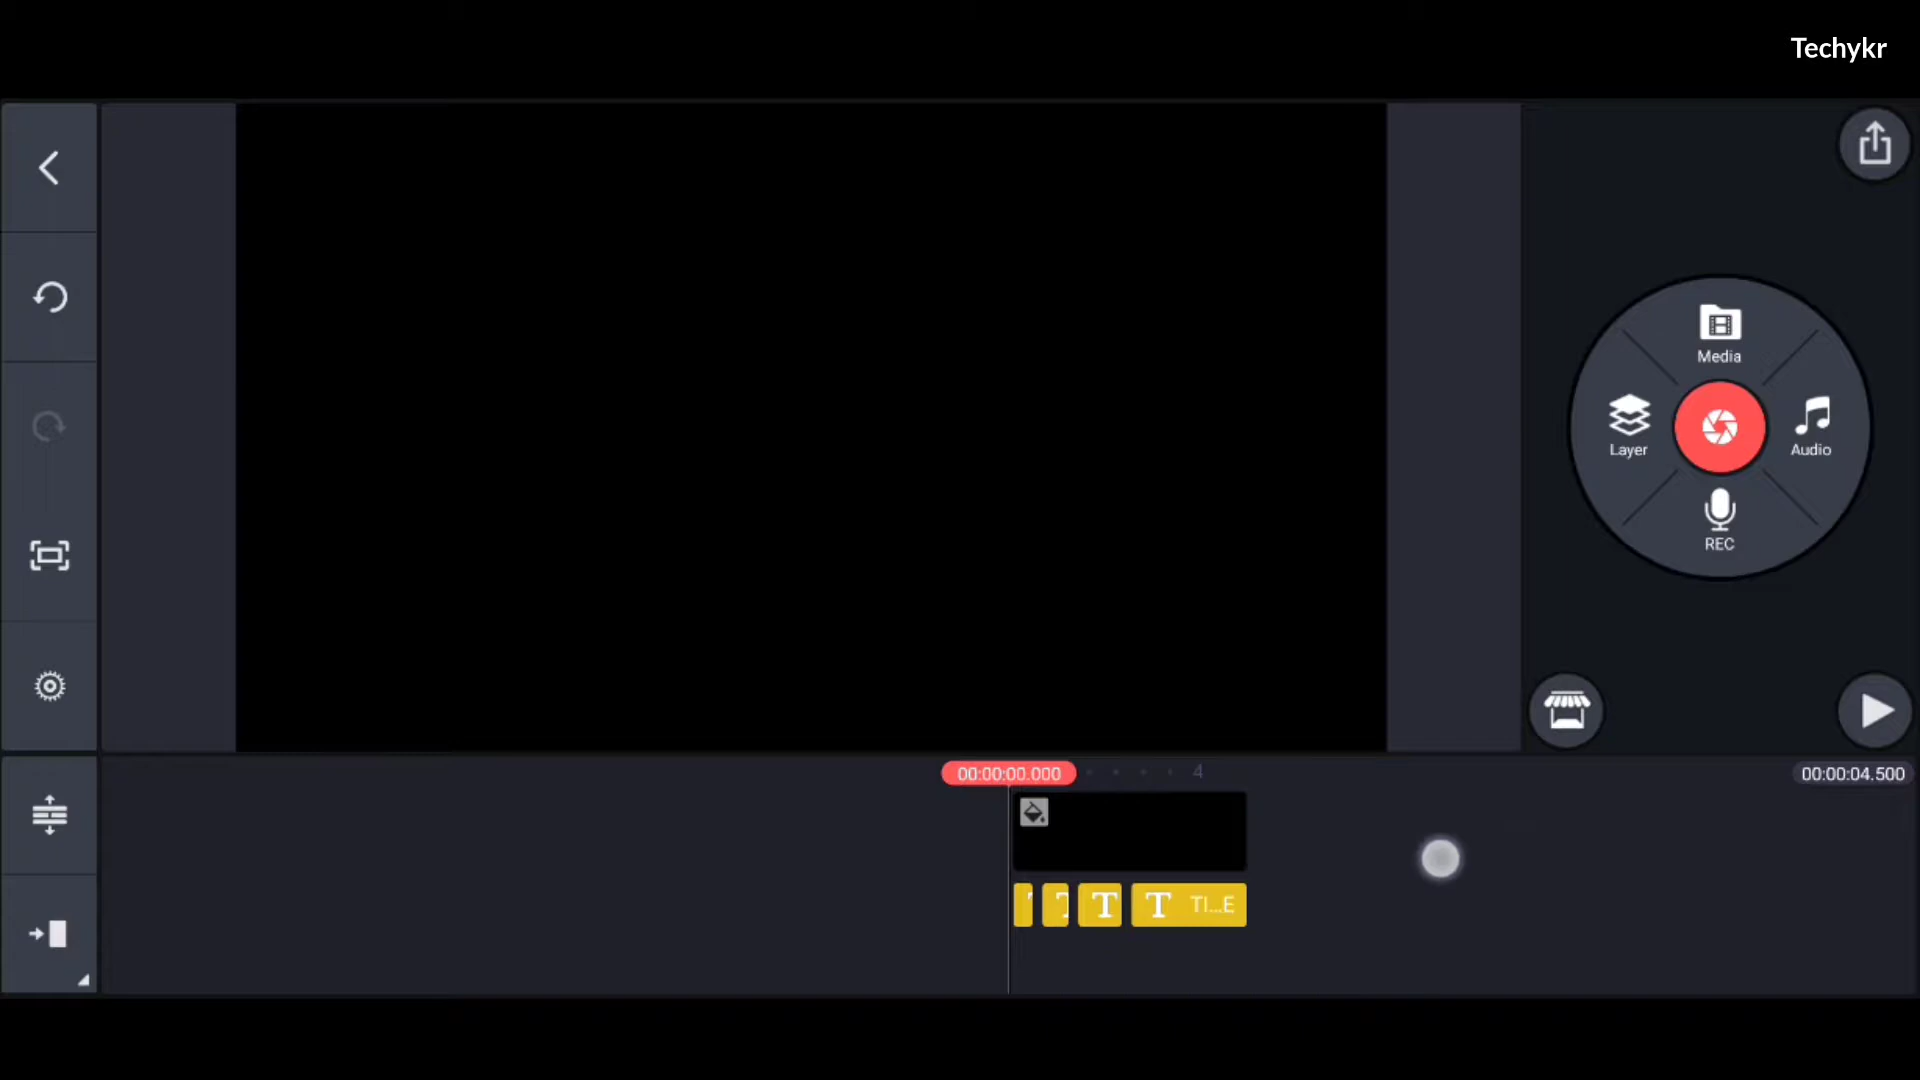 Techykr
Media
Layer
Audio
REC
00:00:00.000
4
00:00:04.500
T
T
TI...E